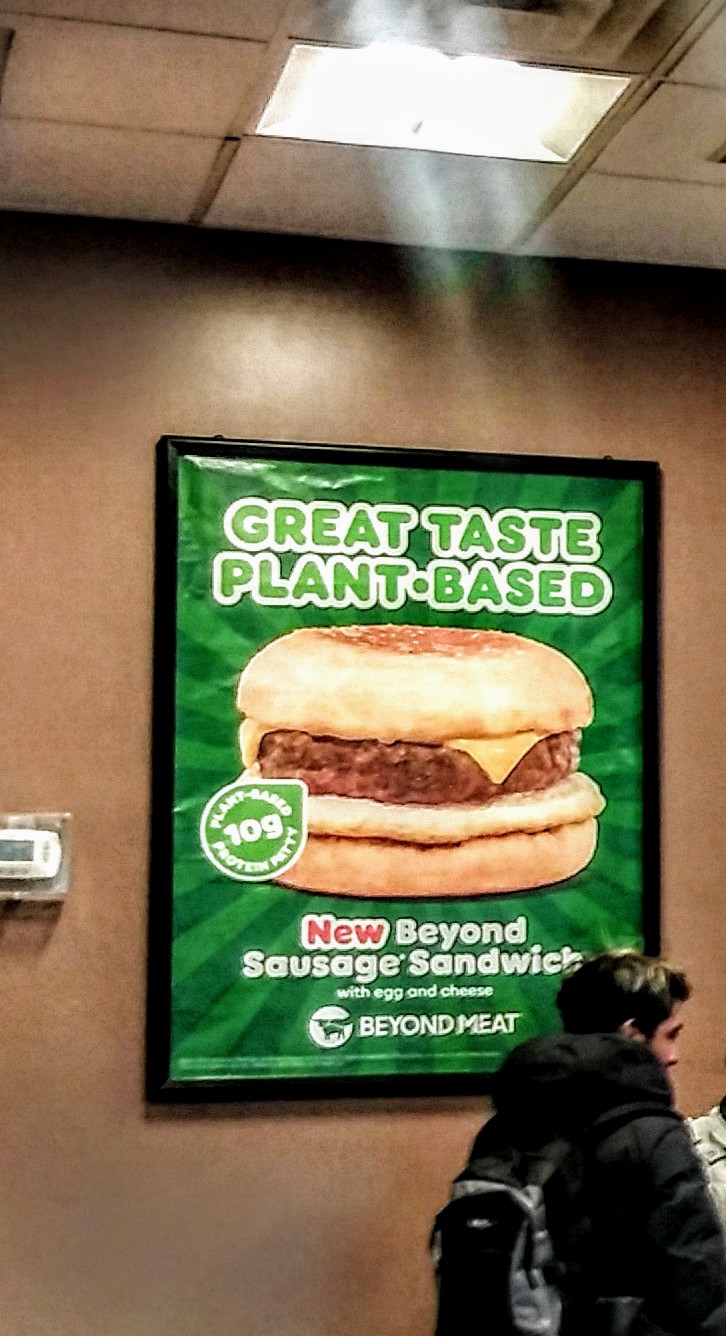 GREAT TASTE
PLANT•BASED
PLANT-BASED
10g
PROTEIN PATTY
New Beyond
Sausage Sandwich
with egg and cheese
BEYOND MEAT